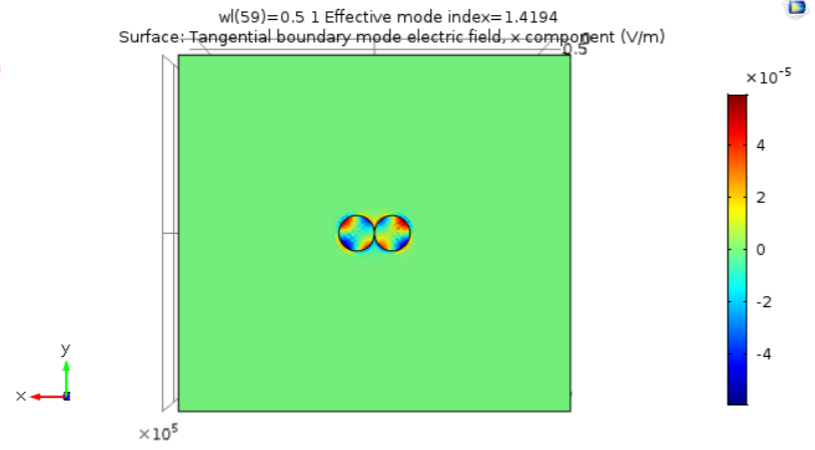 wl(59)=0.5 1 Effective mode index=1.4194
Surface: Tangential boundary mode electric field, x component (V/m)
0.5
×10⁻⁵
4
2
0
-2
-4
y
x
×10⁵